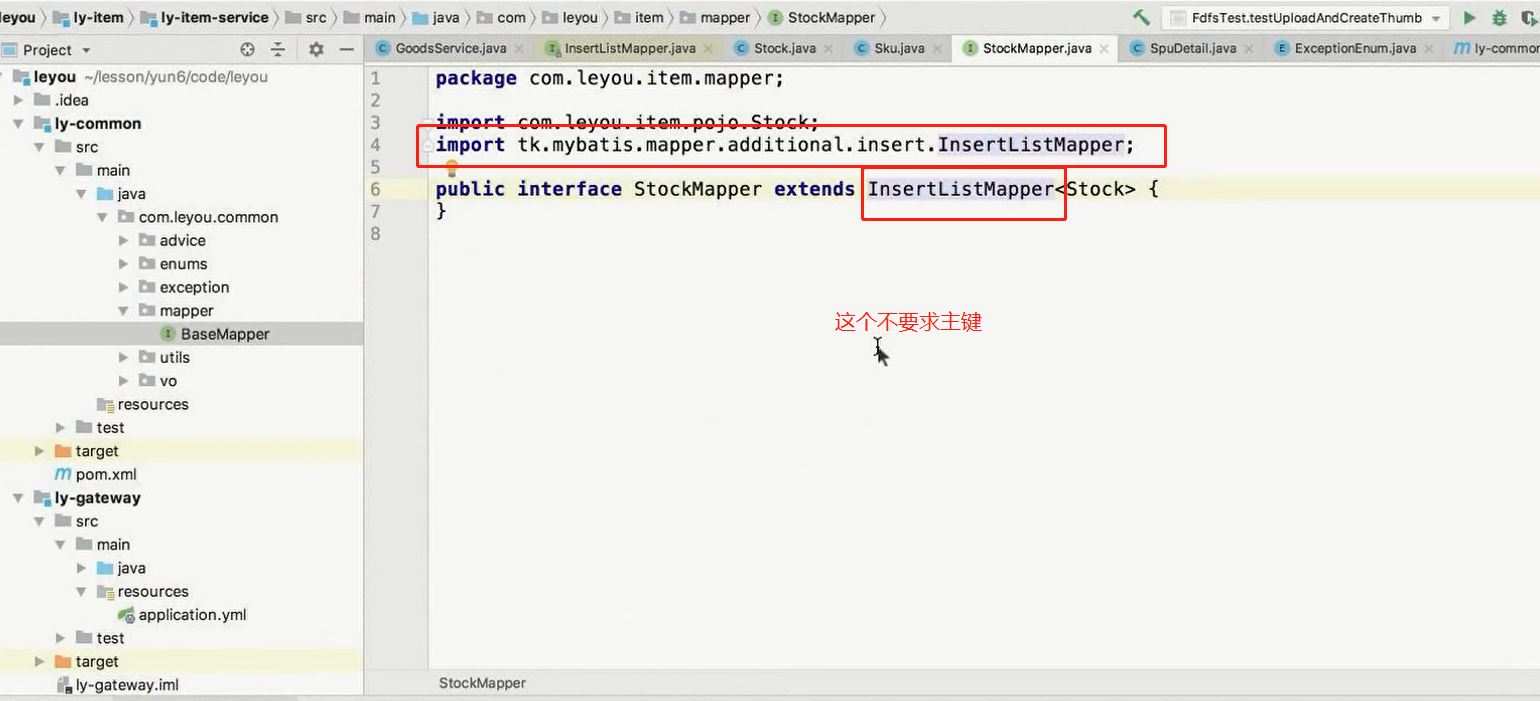 leyou ly-item ly-item-service src main java com leyou item mapper StockMapper FdfsTest.testUploadAndCreateThumb
Project GoodsService.java InsertListMapper.java Stock.java Sku.java StockMapper.java SpuDetail.java ExceptionEnum.java ly-common
leyou ~/lesson/yun6/code/leyou
.idea
ly-common
src
main
java
com.leyou.common
advice
enums
exception
mapper
BaseMapper
utils
vo
resources
test
target
pom.xml
ly-gateway
src
main
java
resources
application.yml
test
target
ly-gateway.iml
1 package com.leyou.item.mapper;
2
3 import com.leyou.item.pojo.Stock;
4 import tk.mybatis.mapper.additional.insert.InsertListMapper;
5
6 public interface StockMapper extends InsertListMapper<Stock> {
7 }
8
这个不要求主键
StockMapper